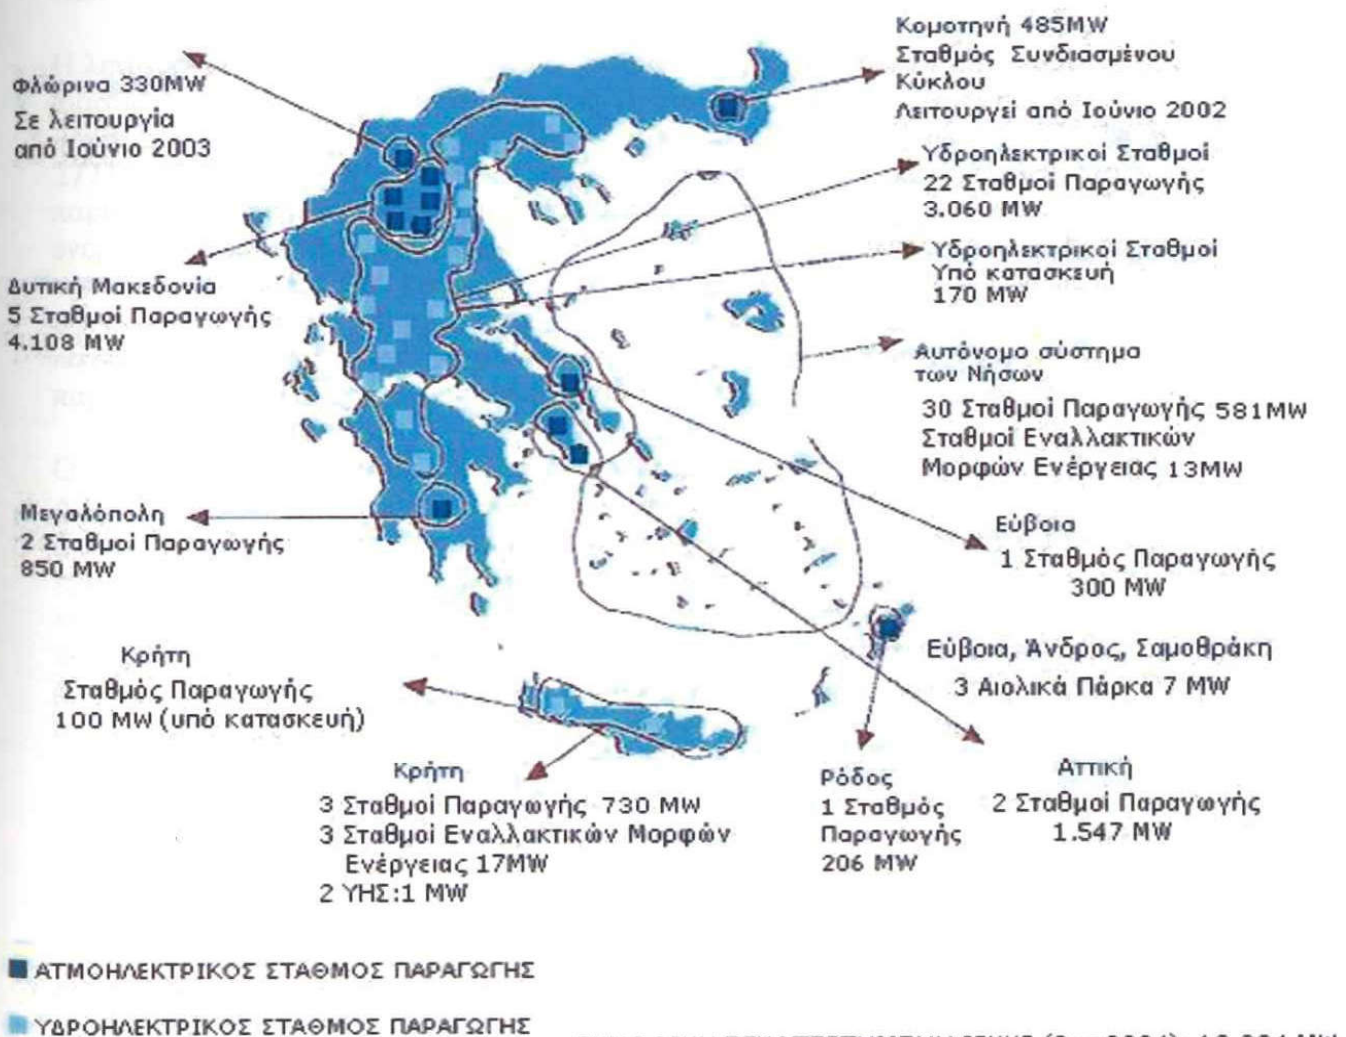 Φλώρινα 330MW
Σε λειτουργία
από Ιούνιο 2003
Κομοτηνή 485MW
Σταθμός Συνδιασμένου
Κύκλου
Λειτουργεί από Ιούνιο 2002
Υδροηλεκτρικοί Σταθμοί
22 Σταθμοί Παραγωγής
3.060 MW
Υδροηλεκτρικοί Σταθμοί
Υπό κατασκευή
170 MW
Δυτική Μακεδονία
5 Σταθμοί Παραγωγής
4.108 MW
Αυτόνομο σύστημα
των Νήσων
30 Σταθμοί Παραγωγής 581MW
Σταθμοί Εναλλακτικών
Μορφών Ενέργειας 13MW
Μεγαλόπολη
2 Σταθμοί Παραγωγής
850 MW
Εύβοια
1 Σταθμός Παραγωγής
300 MW
Εύβοια, Άνδρος, Σαμοθράκη
3 Αιολικά Πάρκα 7 MW
Κρήτη
Σταθμός Παραγωγής
100 MW (υπό κατασκευή)
Κρήτη
3 Σταθμοί Παραγωγής 730 MW
3 Σταθμοί Εναλλακτικών Μορφών
Ενέργειας 17MW
2 ΥΗΣ:1 MW
Ρόδος
1 Σταθμός
Παραγωγής
206 MW
Αττική
2 Σταθμοί Παραγωγής
1.547 MW
ΑΤΜΟΗΛΕΚΤΡΙΚΟΣ ΣΤΑΘΜΟΣ ΠΑΡΑΓΩΓΗΣ
ΥΔΡΟΗΛΕΚΤΡΙΚΟΣ ΣΤΑΘΜΟΣ ΠΑΡΑΓΩΓΗΣ